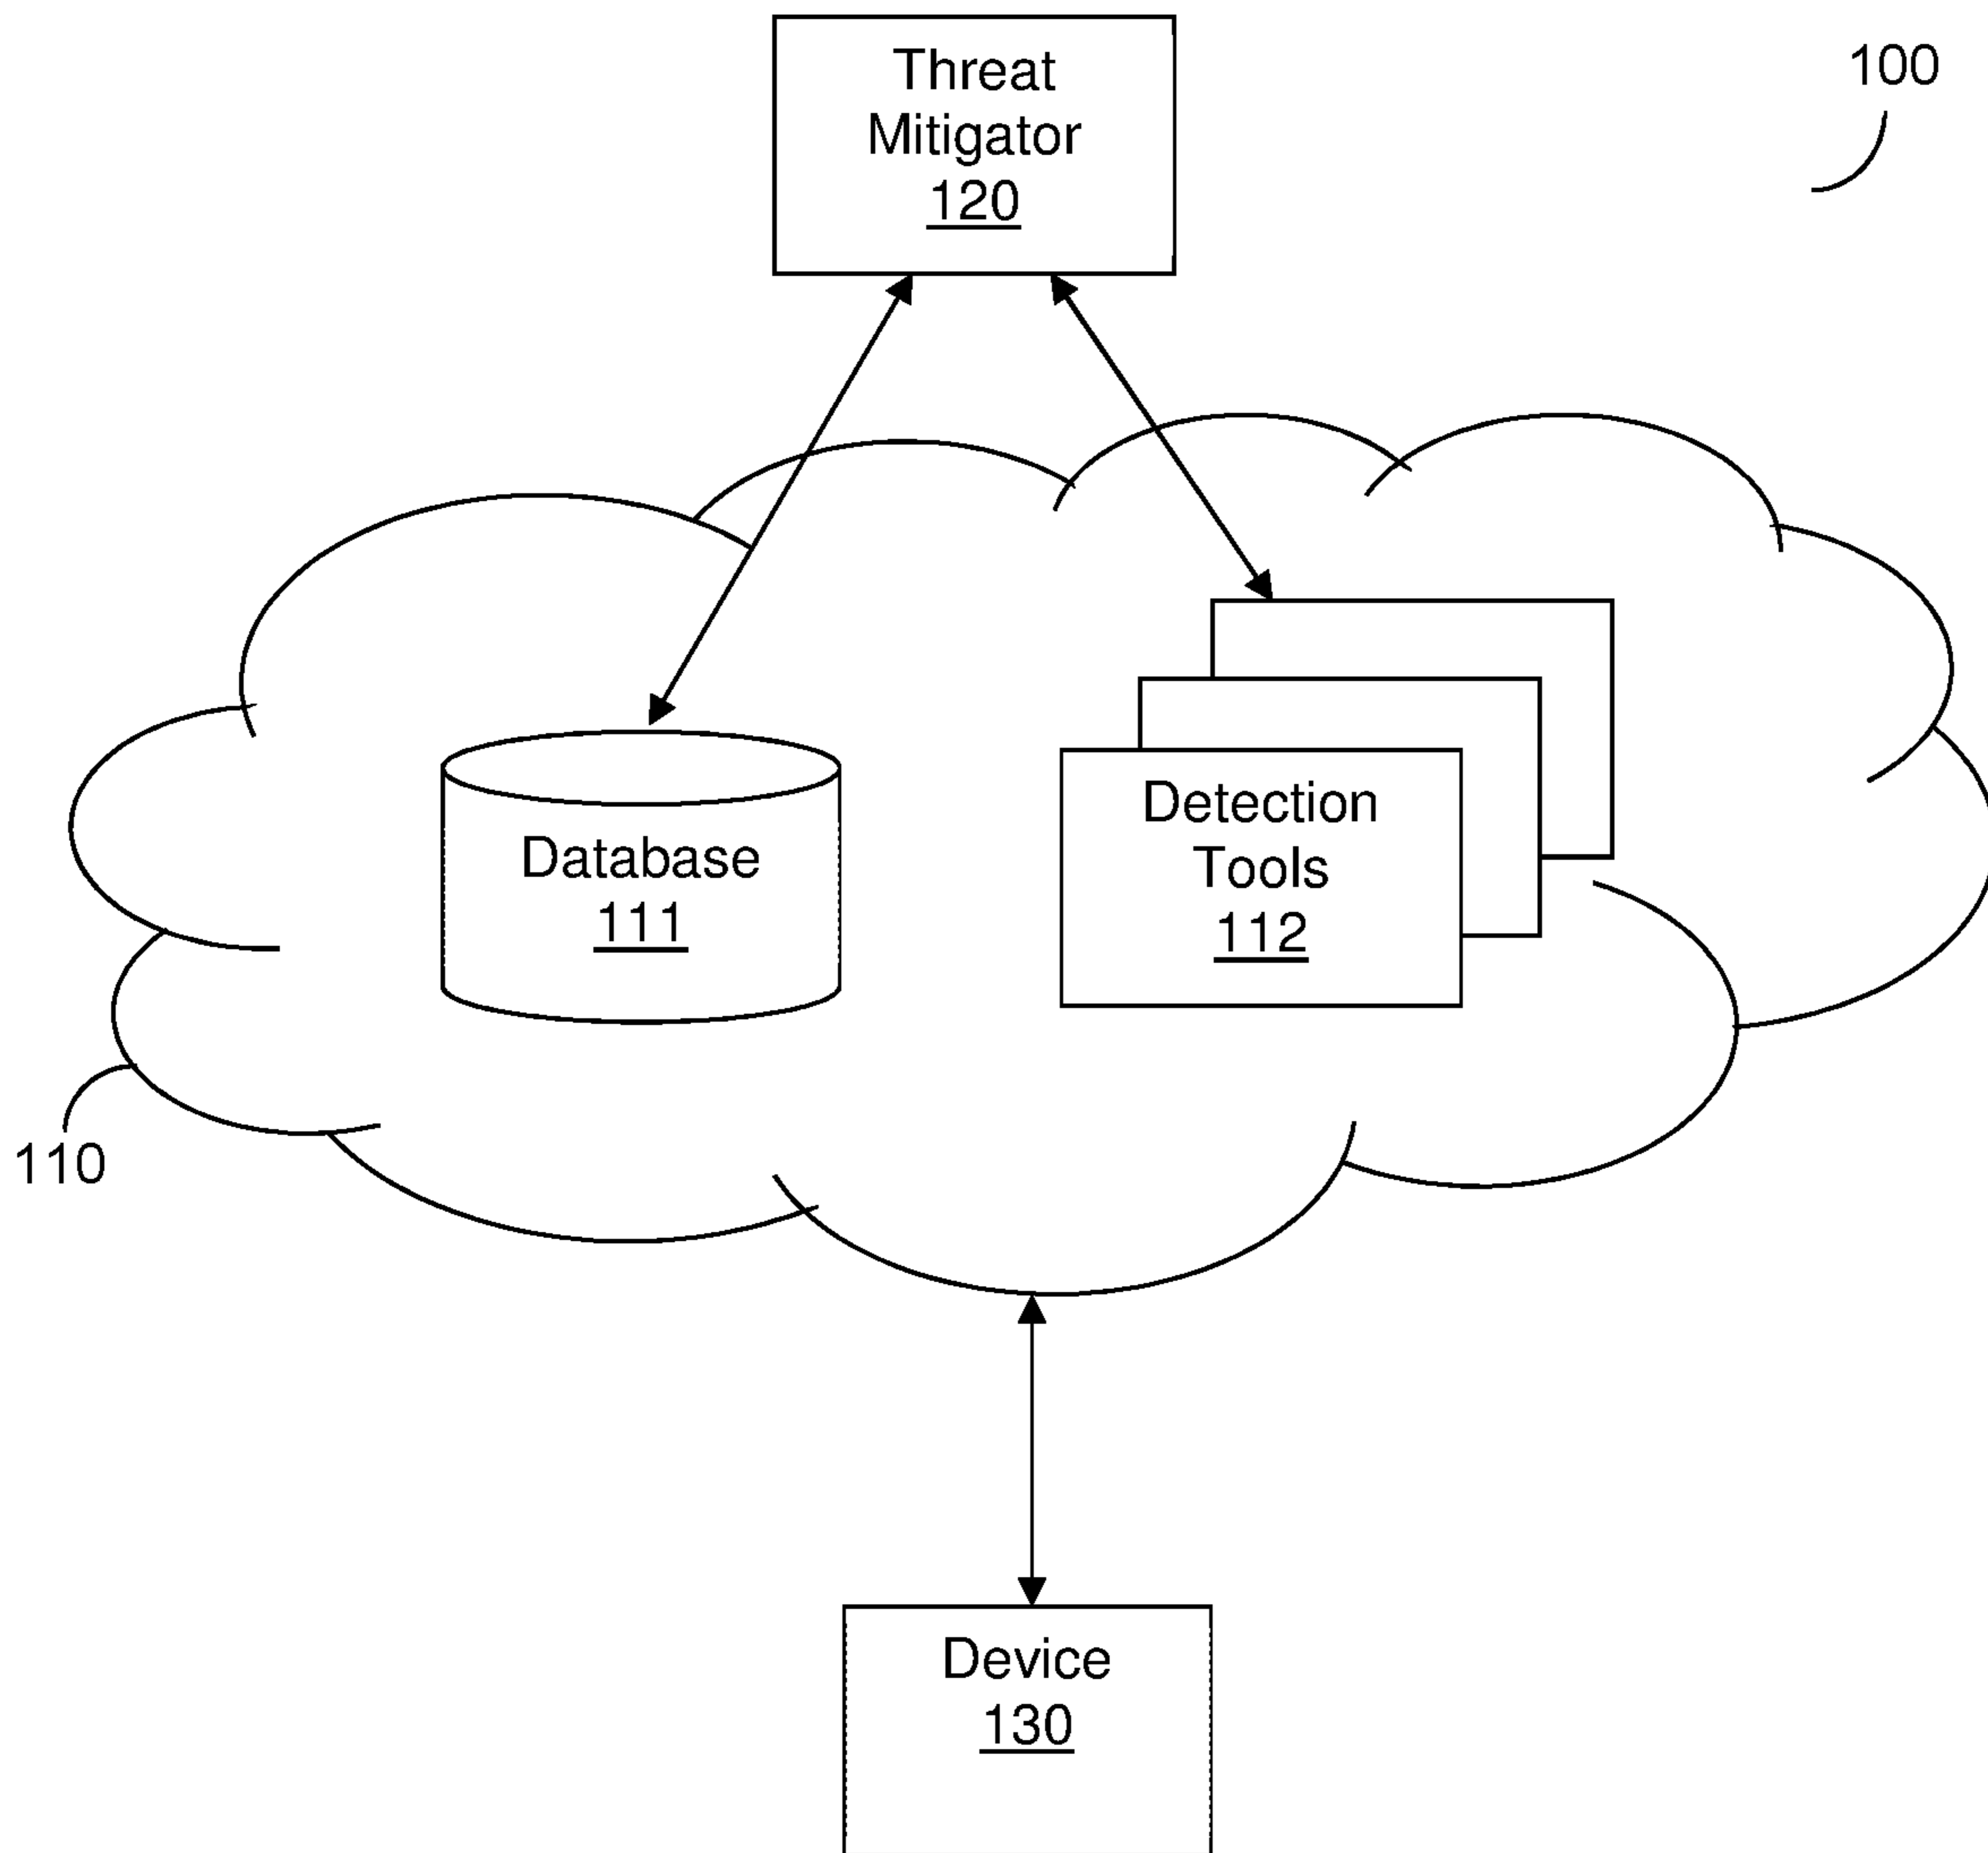 Threat
Mitigator
120
100
Database
111
Detection
Tools
112
110
Device
130